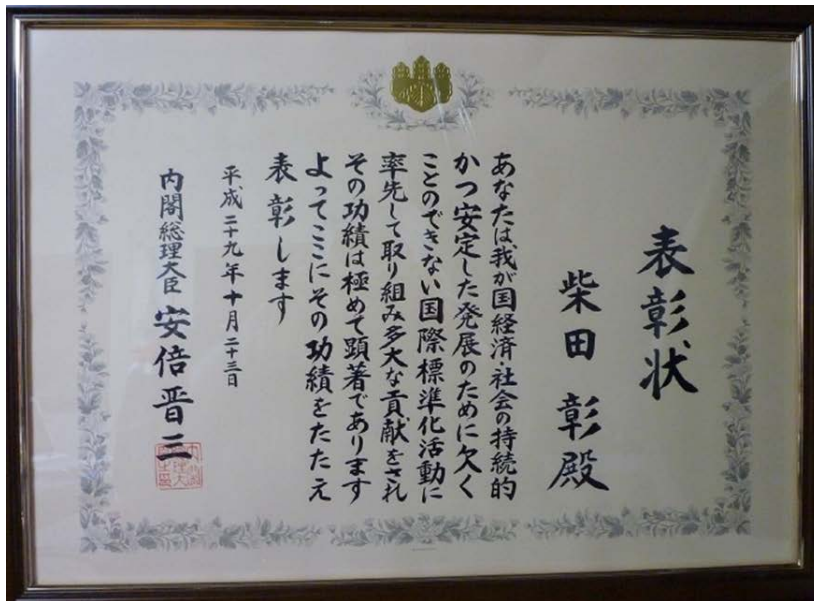 表彰状
柴田彰殿
あなたは我が国経済・社会の持続的
かつ安定した発展のために欠く
ことのできない国際標準化活動に
率先して取り組み多大な貢献をされ
その功績は極めて顕著であります
よってここにその功績をたたえ
表彰します
平成二十九年十月二十三日
内閣総理大臣 安倍晋三